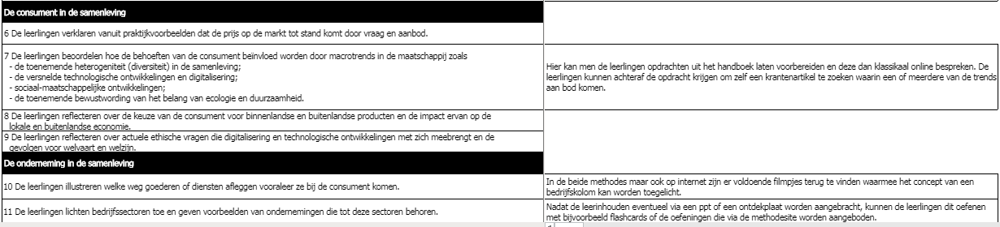 De consument in de samenleving
6 De leerlingen verklaren vanuit praktijkvoorbeelden dat de prijs op de markt tot stand komt door vraag en aanbod.
7 De leerlingen beoordelen hoe de behoeften van de consument beïnvloed worden door macrotrends in de maatschappij zoals
- de toenemende heterogeniteit (diversiteit) in de samenleving;
- de versnelde technologische ontwikkelingen en digitalisering;
- sociaal-maatschappelijke ontwikkelingen;
- de toenemende bewustwording van het belang van ecologie en duurzaamheid.
Hier kan men de leerlingen opdrachten uit het handboek laten voorbereiden en deze dan klassikaal online bespreken. De
leerlingen kunnen achteraf de opdracht krijgen om zelf een krantenartikel te zoeken waarin een of meerdere van de trends
aan bod komen.
8 De leerlingen reflecteren over de keuze van de consument voor binnenlandse en buitenlandse producten en de impact ervan op de
lokale en buitenlandse economie.
9 De leerlingen reflecteren over actuele ethische vragen die digitalisering en technologische ontwikkelingen met zich meebrengt en de
gevolgen voor welvaart en welzijn.
De onderneming in de samenleving
10 De leerlingen illustreren welke weg goederen of diensten afleggen vooraleer ze bij de consument komen.
In de beide methodes maar ook op internet zijn er voldoende filmpjes terug te vinden waarmee het concept van een
bedrijfskolom kan worden toegelicht.
11 De leerlingen lichten bedrijfssectoren toe en geven voorbeelden van ondernemingen die tot deze sectoren behoren.
Nadat de leerinhouden eventueel via een ppt of een ontdekplaat worden aangebracht, kunnen de leerlingen dit oefenen
met bijvoorbeeld flashcards of de oefeningen die via de methodesite worden aangeboden.